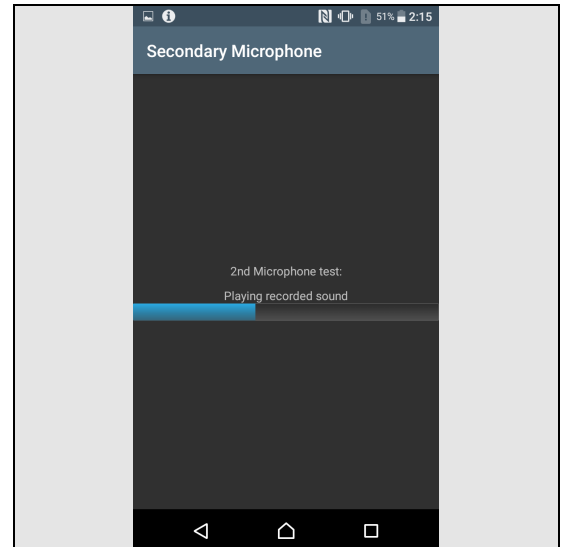 51% 2:15
Secondary Microphone
2nd Microphone test:
Playing recorded sound